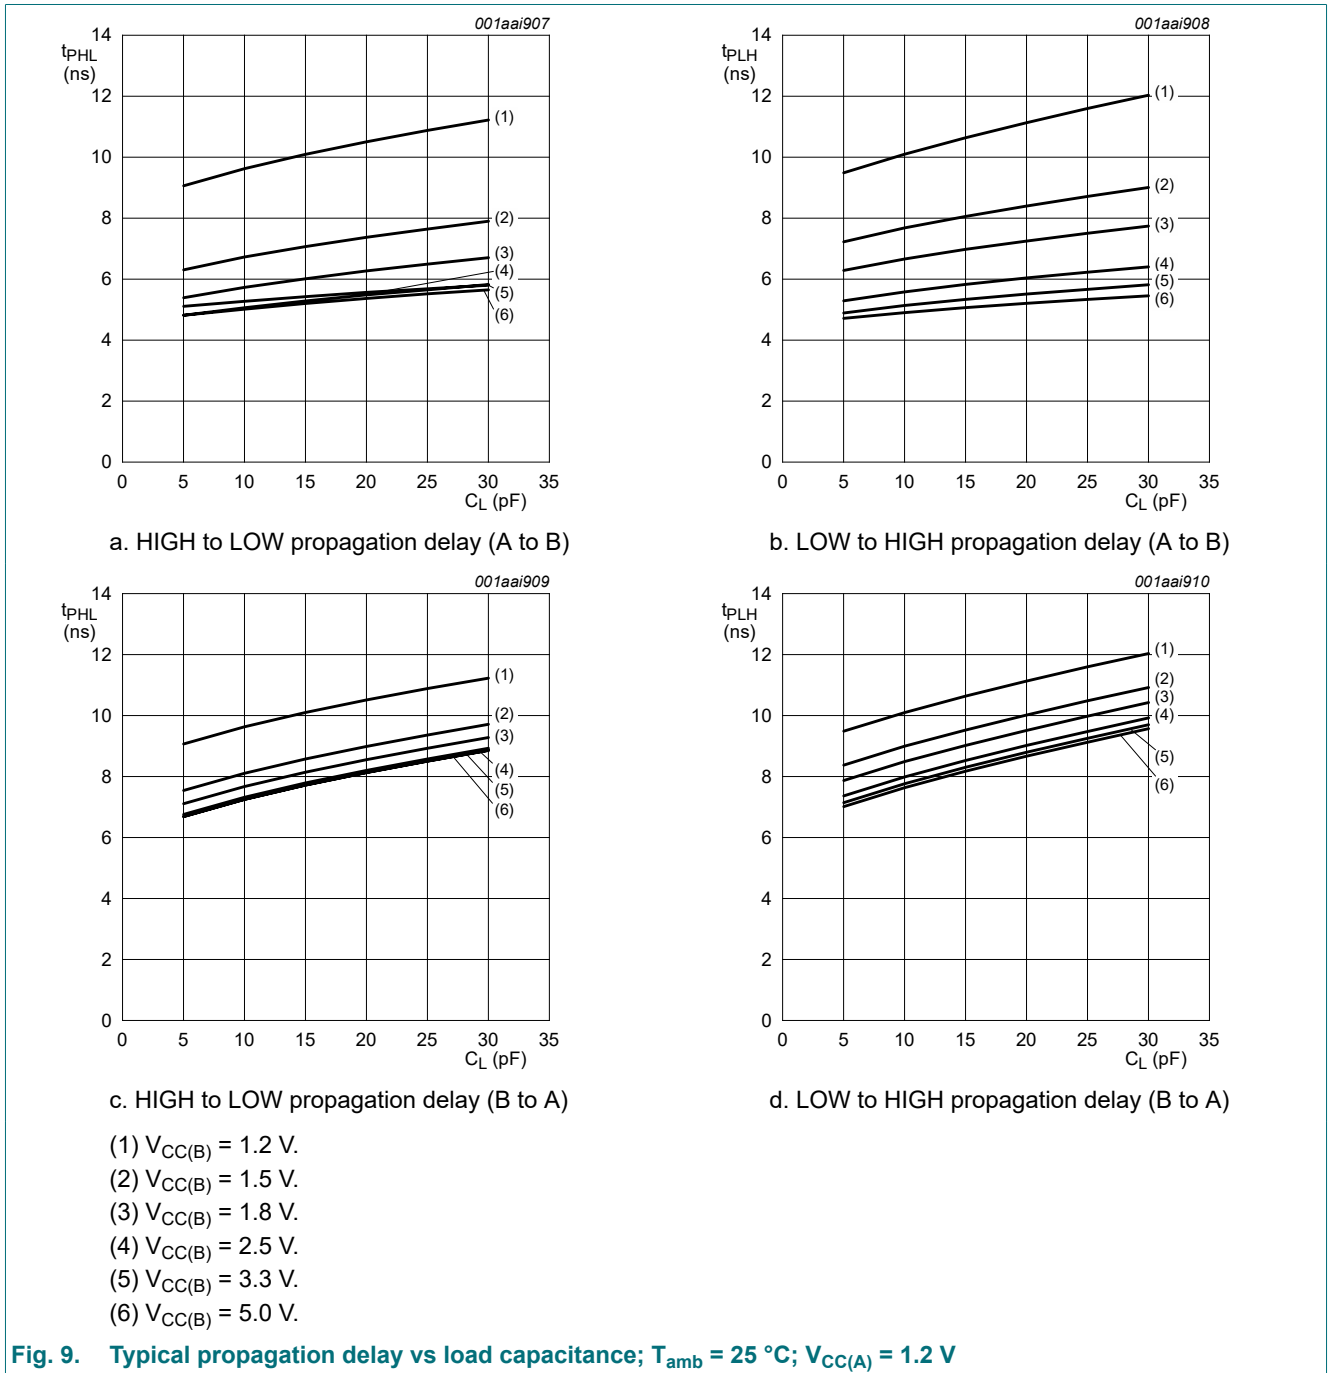 001aai907
14
tPHL
(ns)
12
10
8
6
4
2
0
(1)
(2)
(3)
(4)
(5)
(6)
0 5 10 15 20 25 30 35
CL (pF)
a. HIGH to LOW propagation delay (A to B)
001aai908
14
tPLH
(ns)
12
10
8
6
4
2
0
(1)
(2)
(3)
(4)
(5)
(6)
0 5 10 15 20 25 30 35
CL (pF)
b. LOW to HIGH propagation delay (A to B)
001aai909
14
tPHL
(ns)
12
10
8
6
4
2
0
(1)
(2)
(3)
(4)
(5)
(6)
0 5 10 15 20 25 30 35
CL (pF)
c. HIGH to LOW propagation delay (B to A)
001aai910
14
tPLH
(ns)
12
10
8
6
4
2
0
(1)
(2)
(3)
(4)
(5)
(6)
0 5 10 15 20 25 30 35
CL (pF)
d. LOW to HIGH propagation delay (B to A)
(1) VCC(B) = 1.2 V.
(2) VCC(B) = 1.5 V.
(3) VCC(B) = 1.8 V.
(4) VCC(B) = 2.5 V.
(5) VCC(B) = 3.3 V.
(6) VCC(B) = 5.0 V.
Fig. 9. Typical propagation delay vs load capacitance; Tamb = 25 °C; VCC(A) = 1.2 V